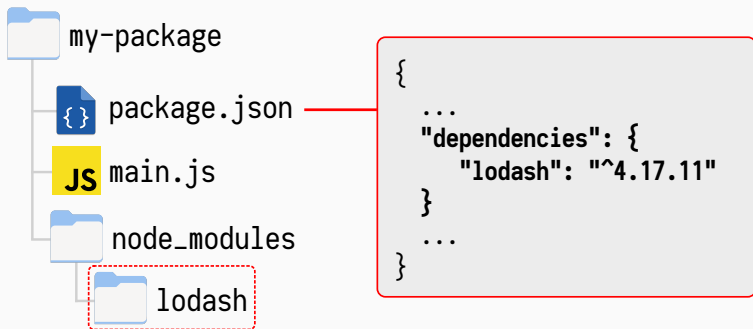 my-package
{ } package.json
JS main.js
node_modules
lodash
{
...
"dependencies": {
"lodash": "^4.17.11"
}
...
}